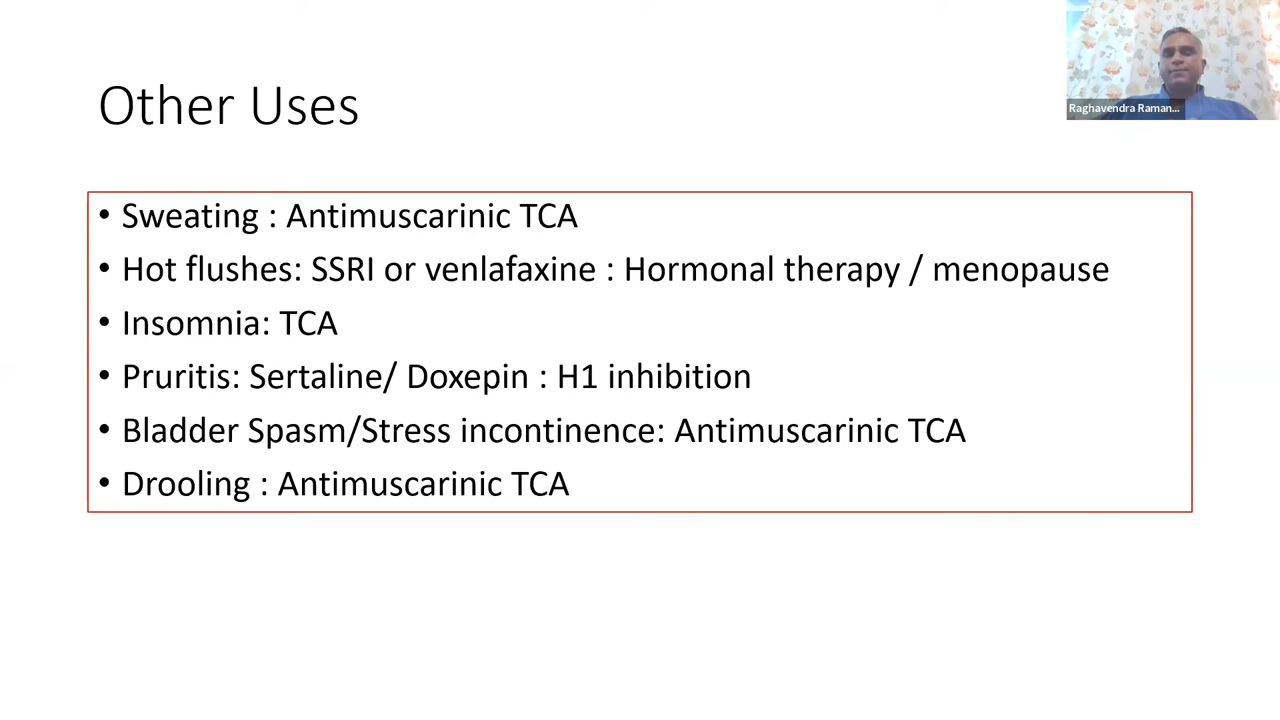 Other Uses
Raghavendra Raman...
• Sweating : Antimuscarinic TCA
• Hot flushes: SSRI or venlafaxine : Hormonal therapy / menopause
• Insomnia: TCA
• Pruritis: Sertaline/ Doxepin : H1 inhibition
• Bladder Spasm/Stress incontinence: Antimuscarinic TCA
• Drooling : Antimuscarinic TCA